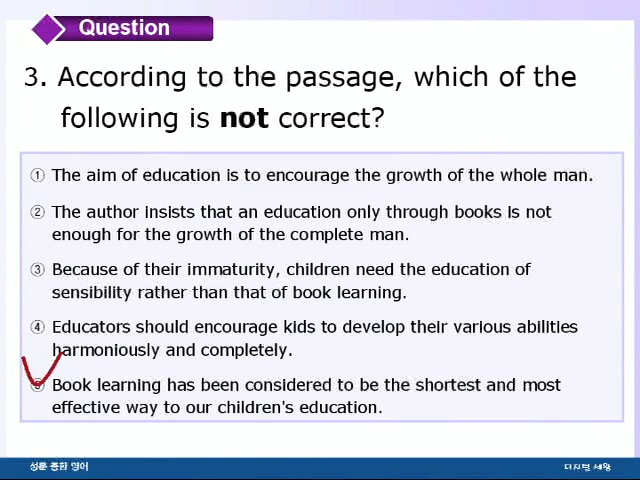 Question
3. According to the passage, which of the
following is not correct?
① The aim of education is to encourage the growth of the whole man.
② The author insists that an education only through books is not
enough for the growth of the complete man.
③ Because of their immaturity, children need the education of
sensibility rather than that of book learning.
④ Educators should encourage kids to develop their various abilities
harmoniously and completely.
⑤ Book learning has been considered to be the shortest and most
effective way to our children's education.
종합 영어
디지털